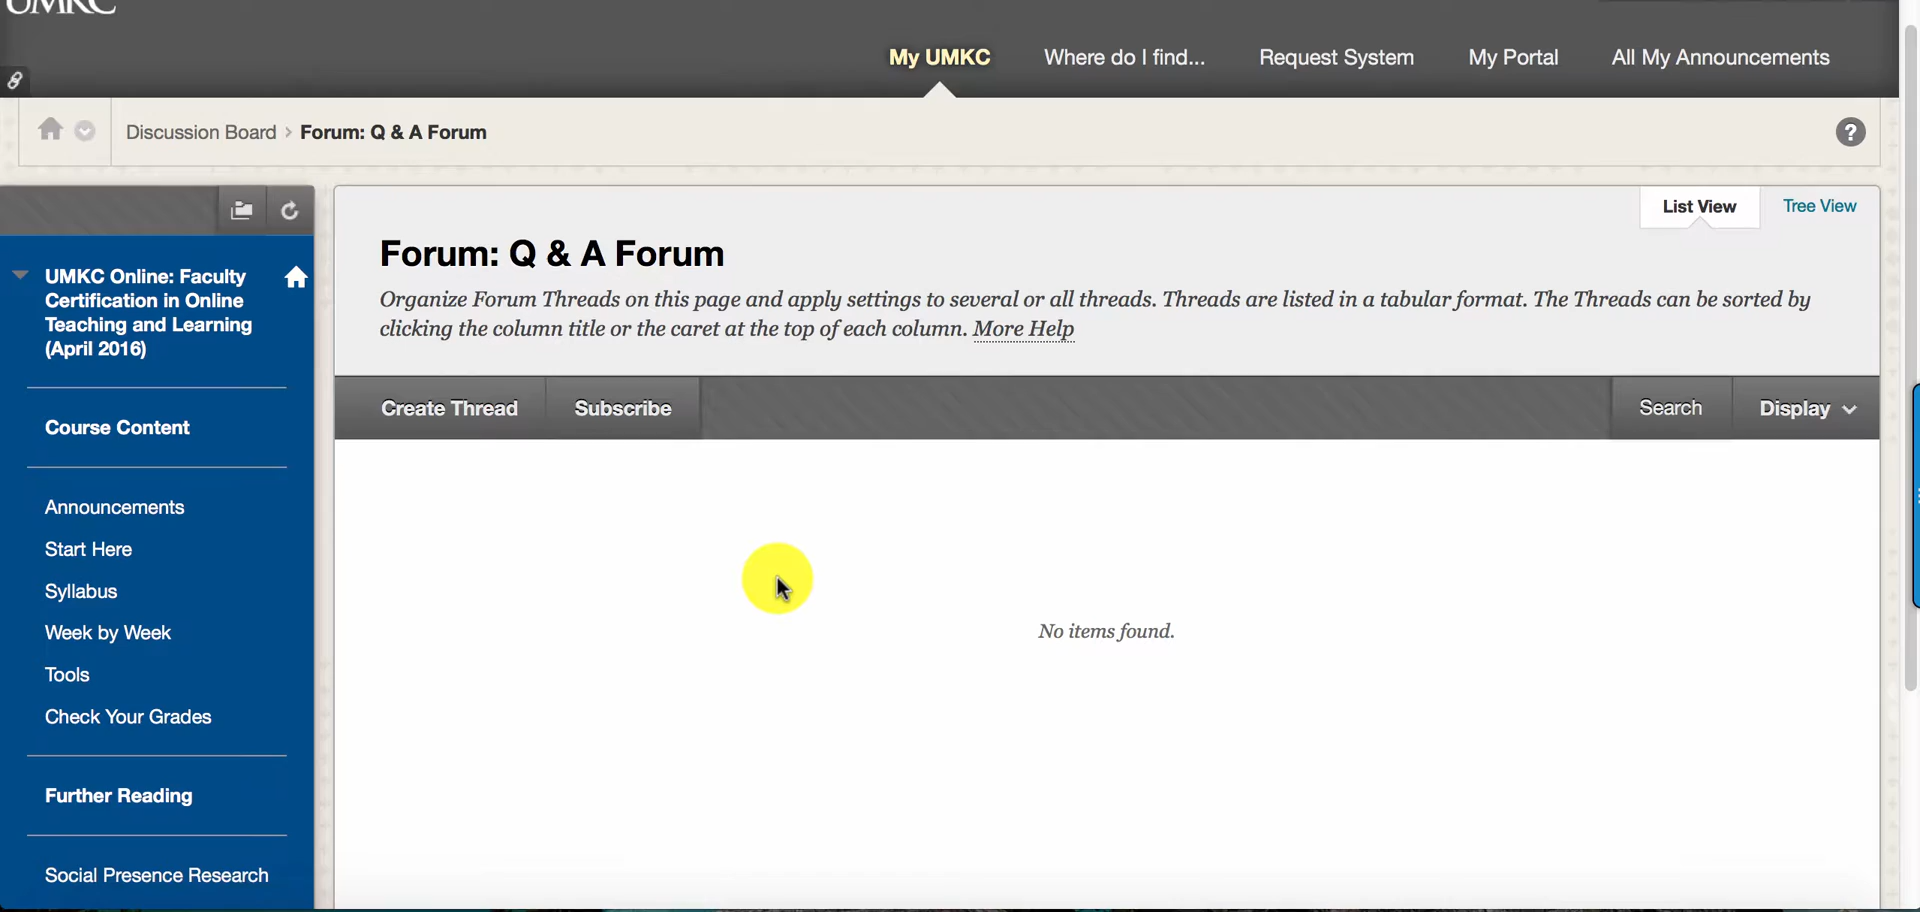 UMKC
My UMKC
Where do I find...
Request System
My Portal
All My Announcements
Discussion Board › Forum: Q & A Forum
?
List View
Tree View
UMKC Online: Faculty
Certification in Online
Teaching and Learning
(April 2016)
Course Content
Announcements
Start Here
Syllabus
Week by Week
Tools
Check Your Grades
Further Reading
Social Presence Research
Forum: Q & A Forum
Organize Forum Threads on this page and apply settings to several or all threads. Threads are listed in a tabular format. The Threads can be sorted by
clicking the column title or the caret at the top of each column. More Help
Create Thread
Subscribe
Search
Display
No items found.